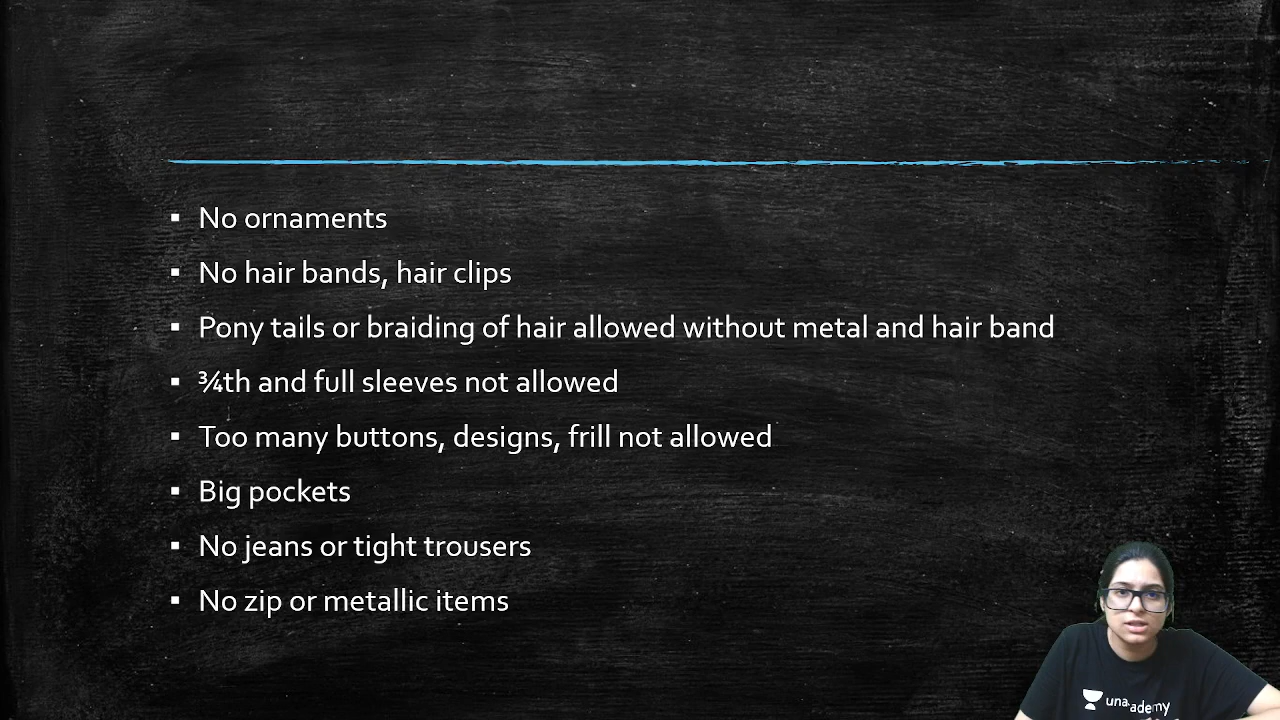 ▪ No ornaments
▪ No hair bands, hair clips
▪ Pony tails or braiding of hair allowed without metal and hair band
▪ ¾th and full sleeves not allowed
▪ Too many buttons, designs, frill not allowed
▪ Big pockets
▪ No jeans or tight trousers
▪ No zip or metallic items
unacademy